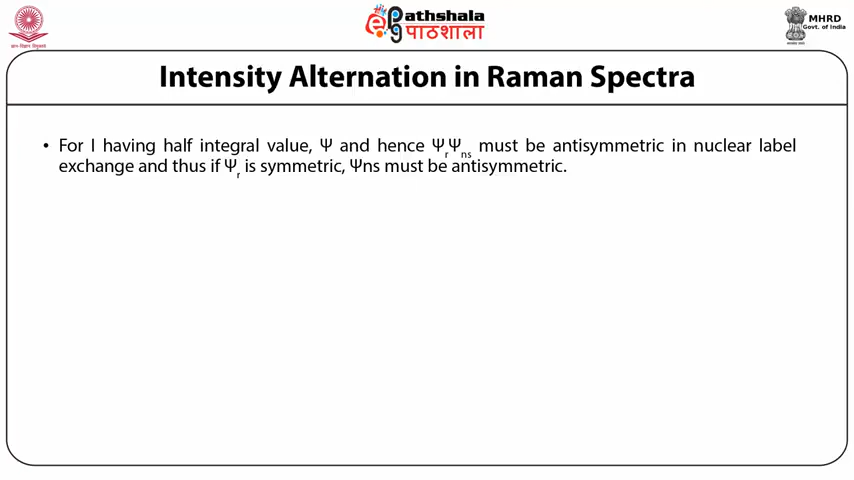 ePathshala
पाठशाला
MHRD
Govt. of India
Intensity Alternation in Raman Spectra
• For I having half integral value, Ψ and hence ΨrΨns must be antisymmetric in nuclear label
exchange and thus if Ψr is symmetric, Ψns must be antisymmetric.